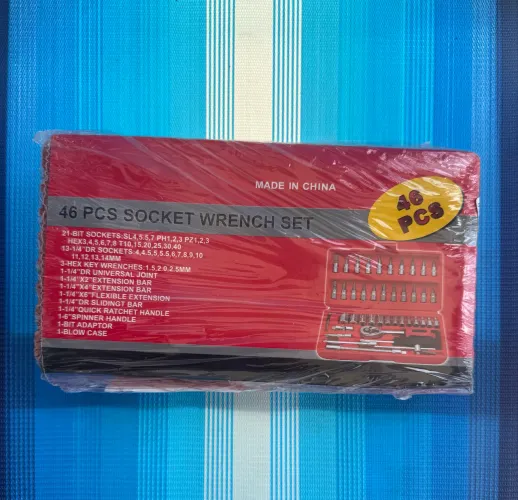 MADE IN CHINA
46 PCS
46 PCS SOCKET WRENCH SET
21-BIT SOCKETS:SL4,5.5,7 PH1,2,3 PZ1,2,3
HEX3,4,5,6,7,8 T10,15,20,25,30,40
13-1/4"DR SOCKETS:4,4.5,5,5.5,6,7,8,9,10
11,12,13,14MM
3-HEX KEY WRENCHES:1.5,2.0,2.5MM
1-1/4"DR UNIVERSAL JOINT
1-1/4"X2"EXTENSION BAR
1-1/4"X4"EXTENSION BAR
1-1/4"X6"FLEXIBLE EXTENSION
1-1/4"DR SLIDINGT BAR
1-1/4"QUICK RATCHET HANDLE
1-6"SPINNER HANDLE
1-BIT ADAPTOR
1-BLOW CASE